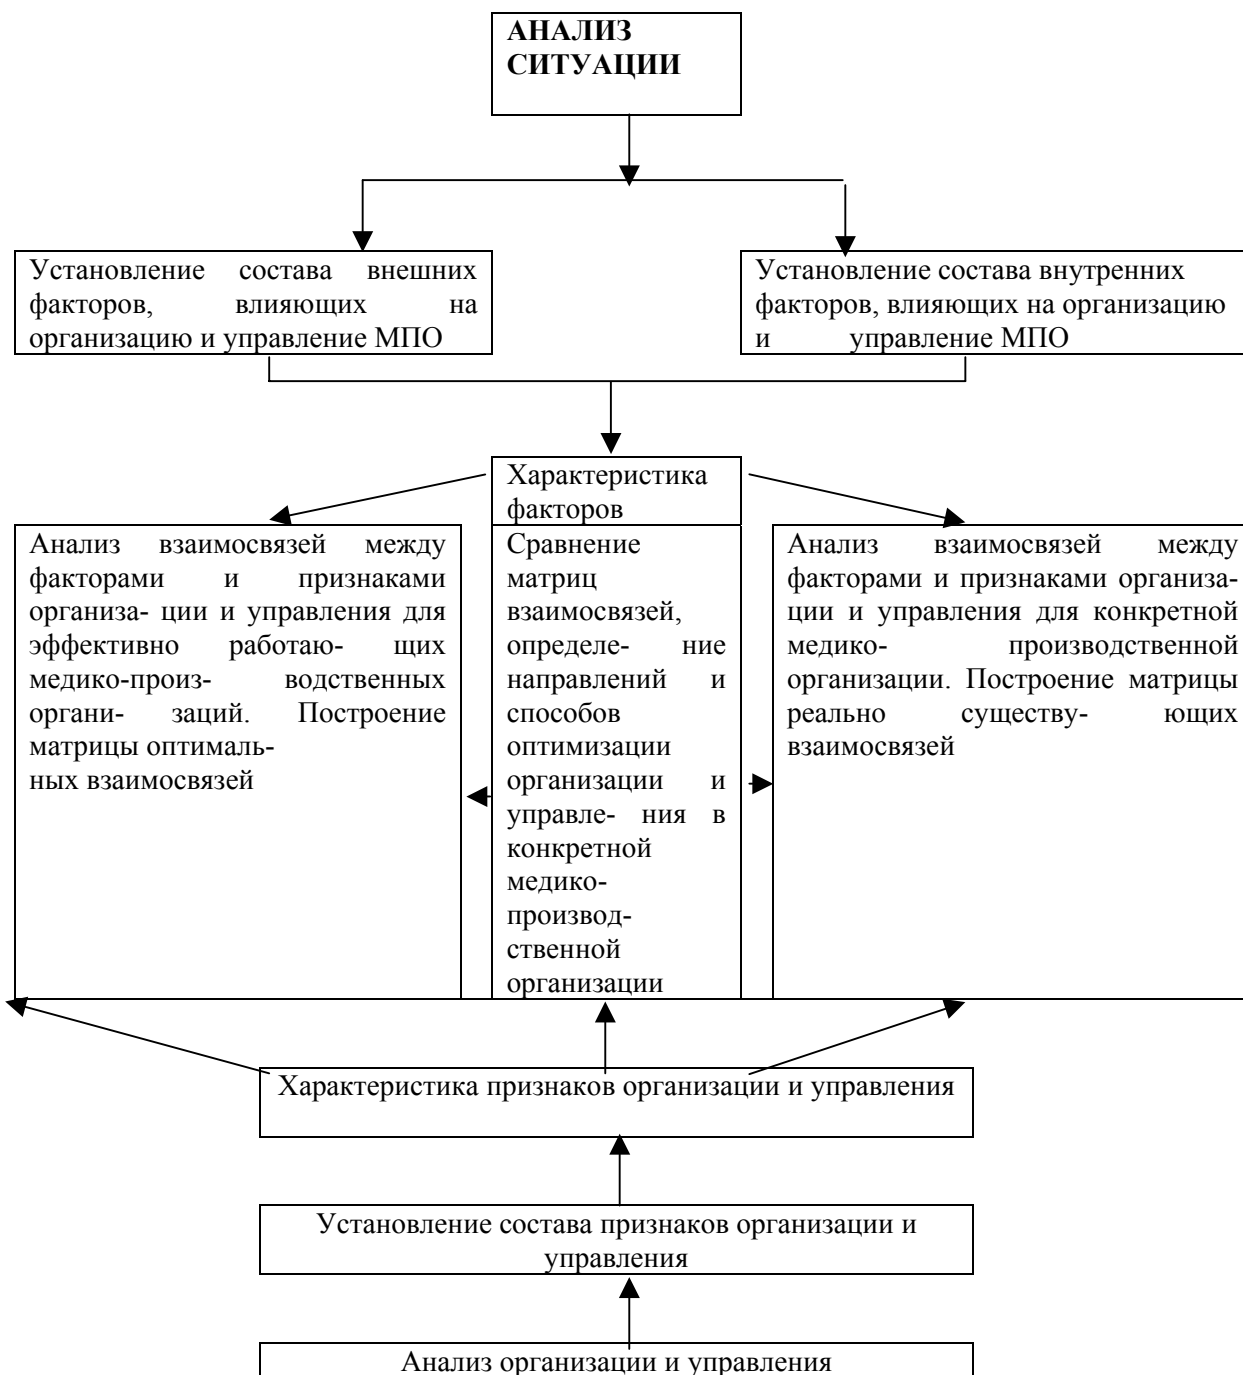 АНАЛИЗ
СИТУАЦИИ
Установление состава внешних
факторов, влияющих на
организацию и управление МПО
Установление состава внутренних
факторов, влияющих на организацию
и управление МПО
Характеристика
факторов
Анализ взаимосвязей между
факторами и признаками
организа- ции и управления для
эффективно работаю- щих
медико-произ- водственных
органи- заций. Построение
матрицы оптималь-
ных взаимосвязей
Сравнение
матриц
взаимосвязей,
определе- ние
направлений и
способов
оптимизации
организации и
управле- ния в
конкретной
медико-
производ-
ственной
организации
Анализ взаимосвязей между
факторами и признаками организа-
ции и управления для конкретной
медико- производственной
организации. Построение матрицы
реально существу- ющих
взаимосвязей
Характеристика признаков организации и управления
Установление состава признаков организации и
управления
Анализ организации и управления